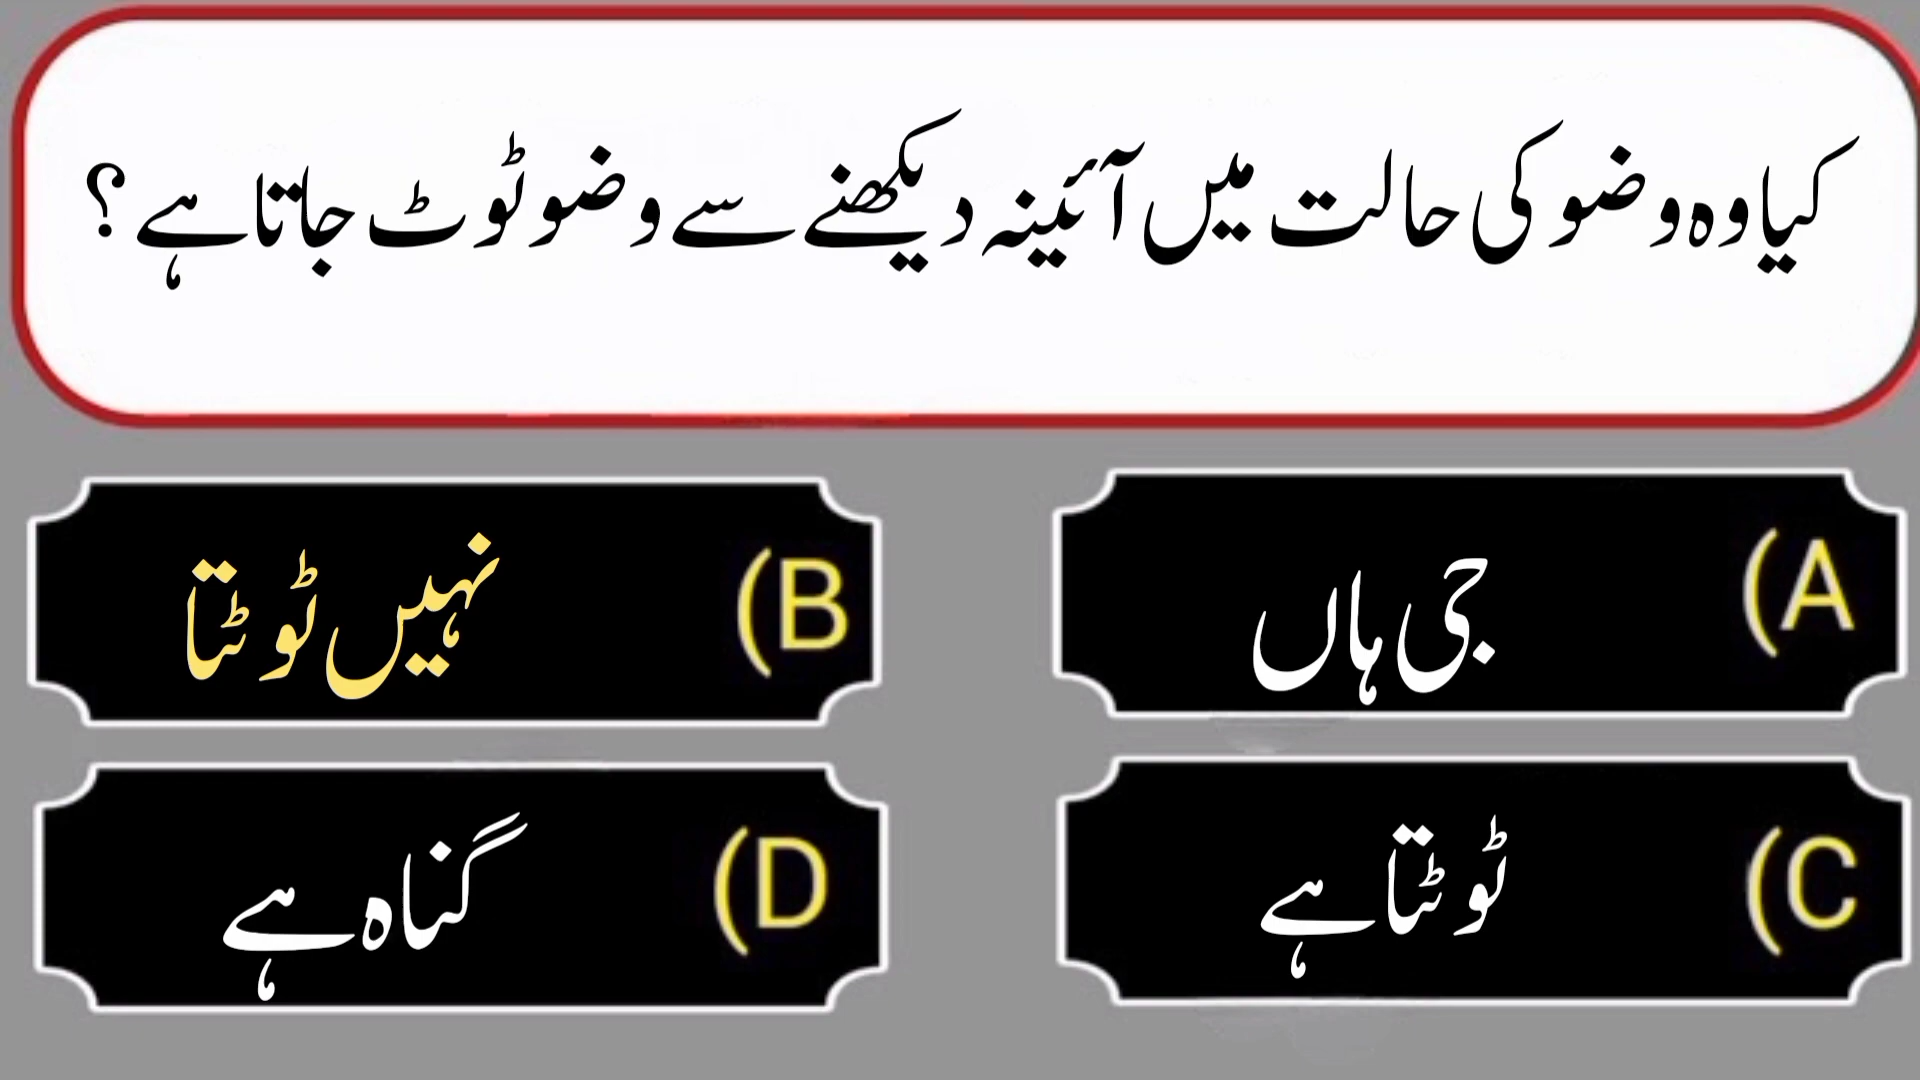 کیا وہ وضو کی حالت میں آئینہ دیکھنے سے وضو ٹوٹ جاتا ہے ؟
(A جی ہاں
(B نہیں ٹوٹتا
(C ٹوٹتا ہے
(D گناہ ہے